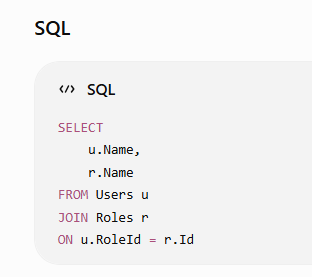 SQL
SQL
SELECT
    u.Name,
    r.Name
FROM Users u
JOIN Roles r
ON u.RoleId = r.Id